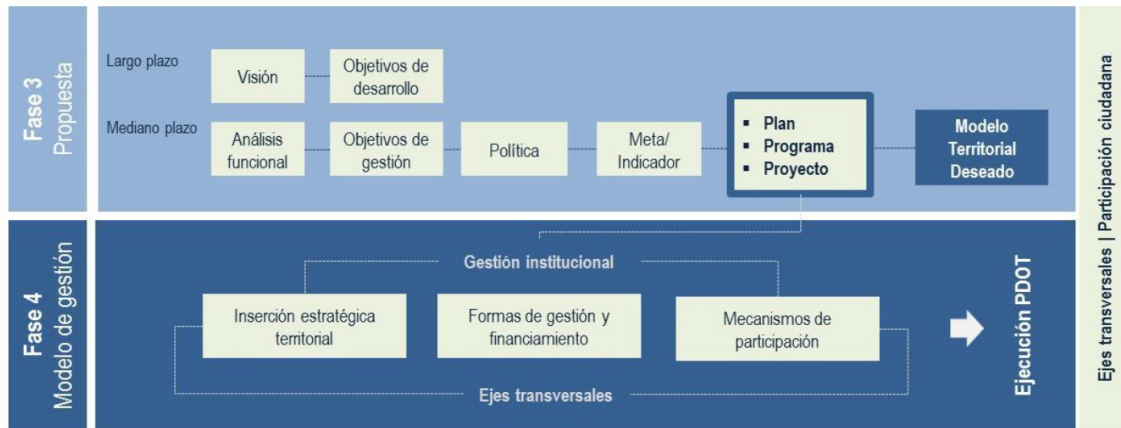 Fase 3
Propuesta
Largo plazo
Visión
Objetivos de
desarrollo
Mediano plazo
Análisis
funcional
Objetivos de
gestión
Política
Meta/
Indicador
▪ Plan
▪ Programa
▪ Proyecto
Modelo
Territorial
Deseado
Fase 4
Modelo de gestión
Gestión institucional
Inserción estratégica
territorial
Formas de gestión y
financiamiento
Mecanismos de
participación
Ejes transversales
Ejecución PDOT
Ejes transversales | Participación ciudadana